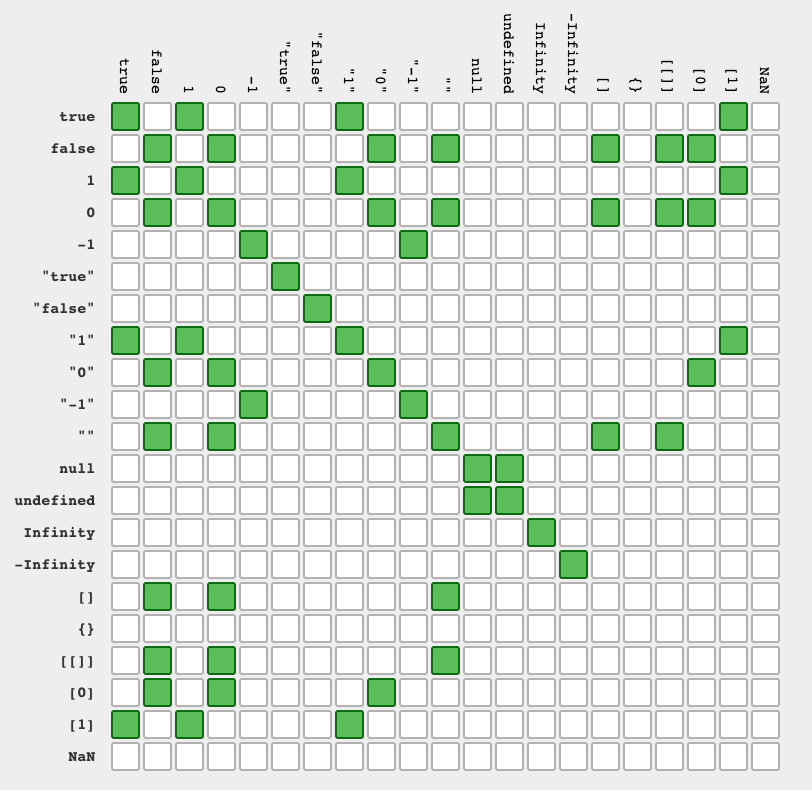 true
false
1
0
-1
"true"
"false"
"1"
"0"
"-1"
""
null
undefined
Infinity
-Infinity
[]
{}
[[]]
[0]
[1]
NaN
true
false
1
0
-1
"true"
"false"
"1"
"0"
"-1"
""
null
undefined
Infinity
-Infinity
[]
{}
[[]]
[0]
[1]
NaN